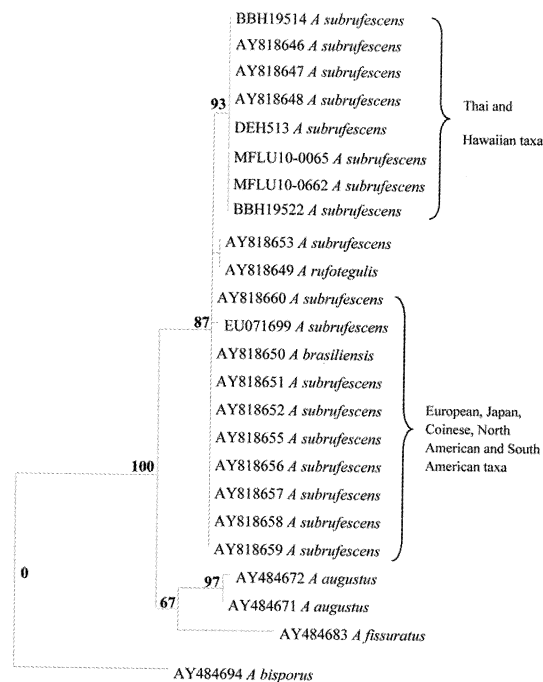 BBH19514 A subrufescens
AY818646 A subrufescens
AY818647 A subrufescens
AY818648 A subrufescens
93
DEH513 A subrufescens
MFLU10-0065 A subrufescens
MFLU10-0662 A subrufescens
BBH19522 A subrufescens
Thai and
Hawaiian taxa
AY818653 A subrufescens
AY818649 A rufotegulis
AY818660 A subrufescens
87
EU071699 A subrufescens
AY818650 A brasiliensis
AY818651 A subrufescens
AY818652 A subrufescens
AY818655 A subrufescens
AY818656 A subrufescens
AY818657 A subrufescens
AY818658 A subrufescens
AY818659 A subrufescens
European, Japan,
Coinese, North
American and South
American taxa
100
0
97
AY484672 A augustus
67
AY484671 A augustus
AY484683 A fissuratus
AY484694 A bisporus